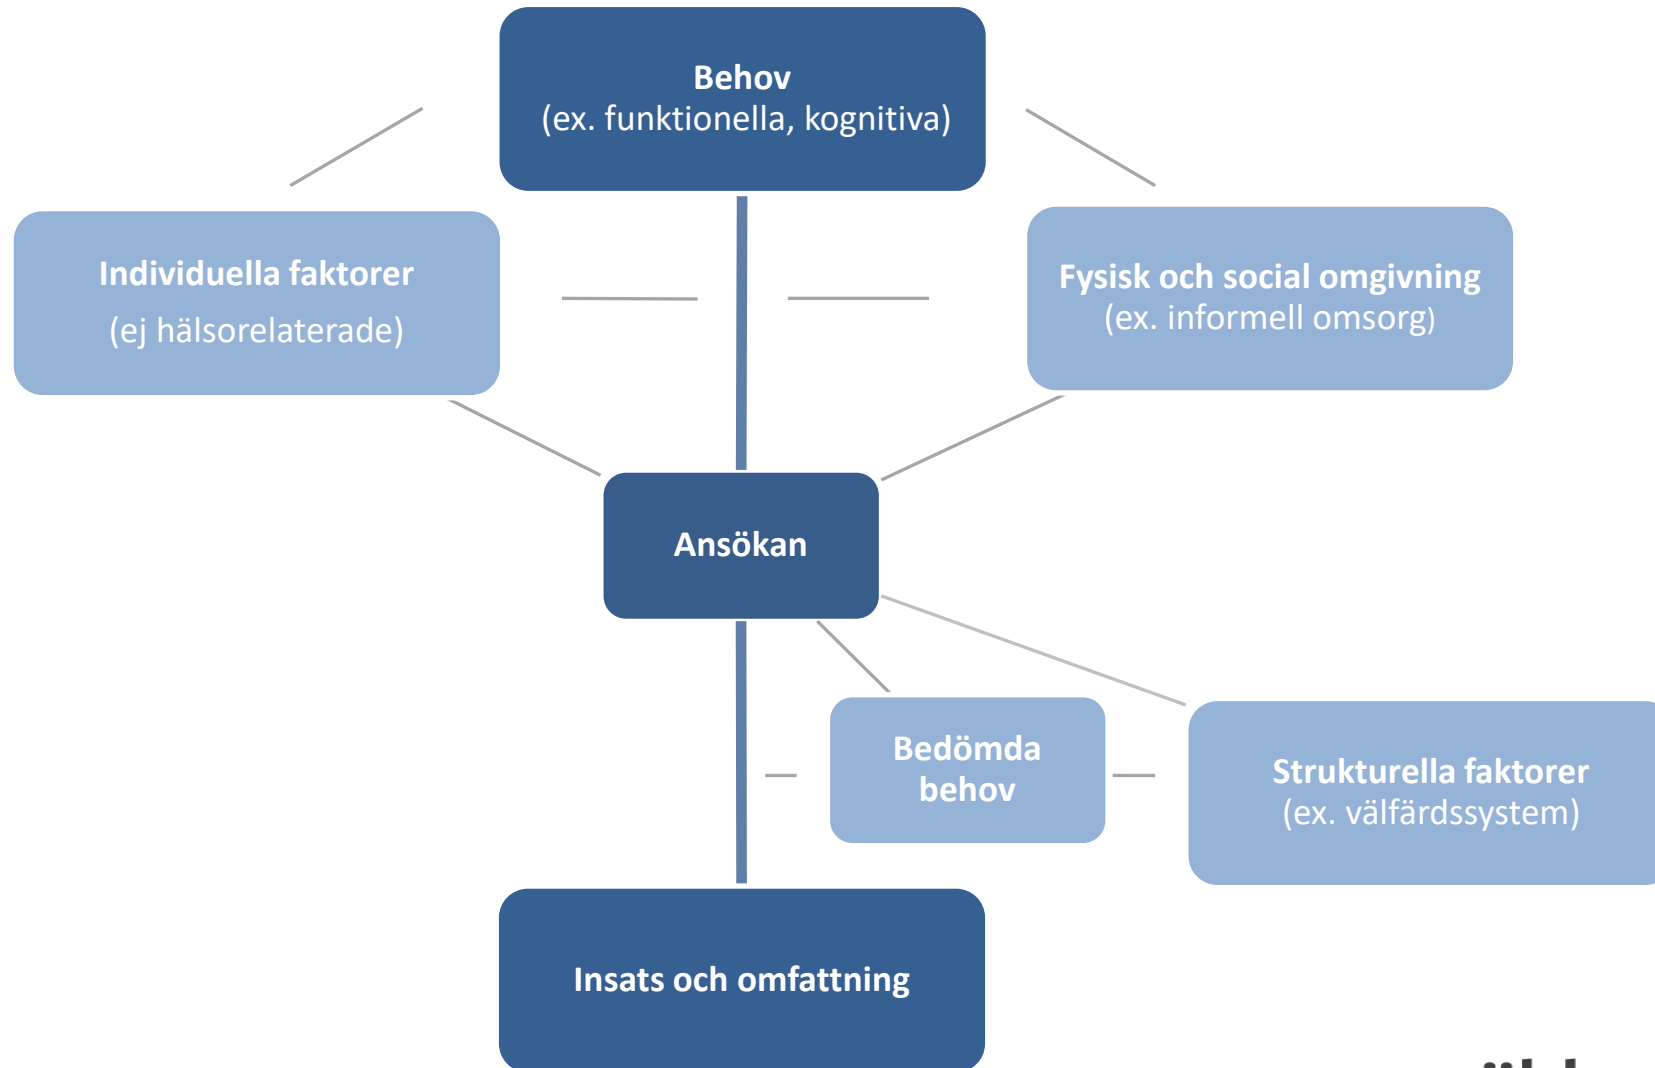 Behov
(ex. funktionella, kognitiva)
Individuella faktorer
(ej hälsorelaterade)
Fysisk och social omgivning
(ex. informell omsorg)
Ansökan
Bedömda
behov
Strukturella faktorer
(ex. välfärdssystem)
Insats och omfattning